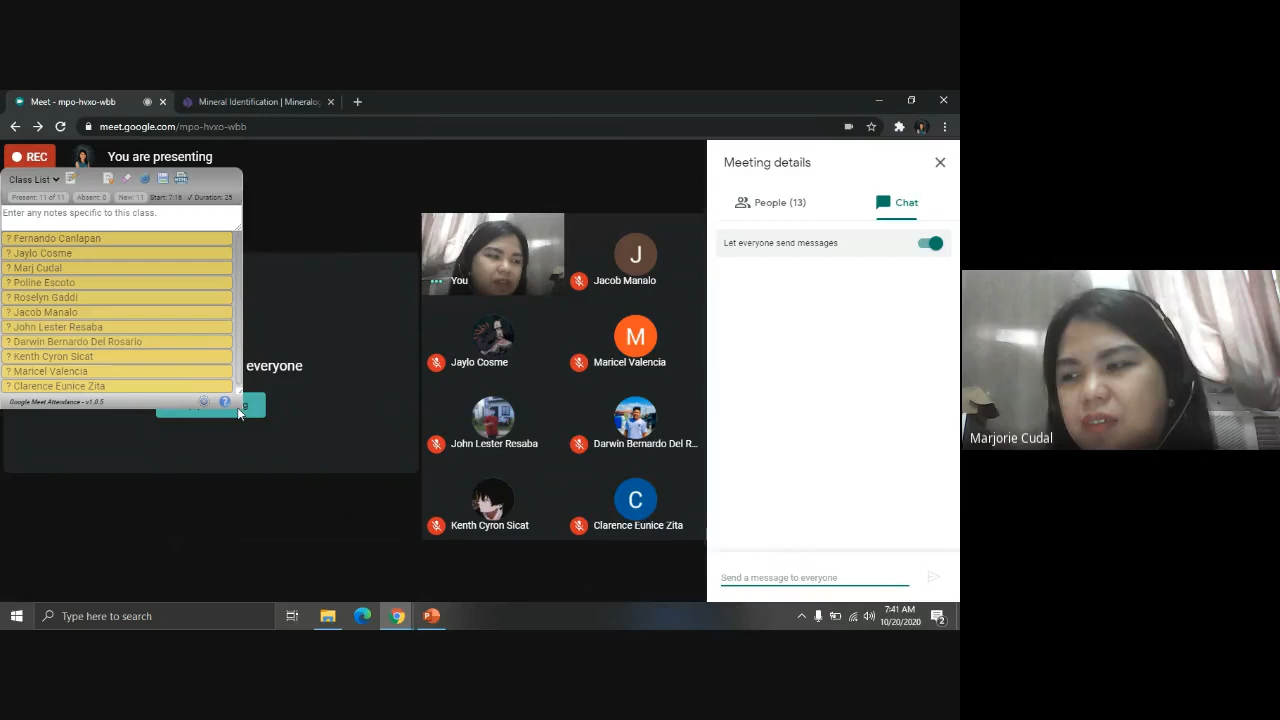 Meet - mpo-hvxo-wbb
Mineral Identification | Mineralo
meet.google.com/mpo-hvxo-wbb
REC
You are presenting
Class List
Present: 11 of 11 Absent: 0 New: 11 Start: 7:16 ✓ Duration: 25
Enter any notes specific to this class.
? Fernando Canlapan
? Jaylo Cosme
? Marj Cudal
? Poline Escoto
? Roselyn Gaddi
? Jacob Manalo
? John Lester Resaba
? Darwin Bernardo Del Rosario
? Kenth Cyron Sicat
? Maricel Valencia
? Clarence Eunice Zita
Google Meet Attendance - v1.0.5
?
everyone
You
J
Jacob Manalo
Jaylo Cosme
M
Maricel Valencia
John Lester Resaba
Darwin Bernardo Del R...
Kenth Cyron Sicat
C
Clarence Eunice Zita
Meeting details
People (13)
Chat
Let everyone send messages
Send a message to everyone
Type here to search
7:41 AM
10/20/2020
2
Marjorie Cudal